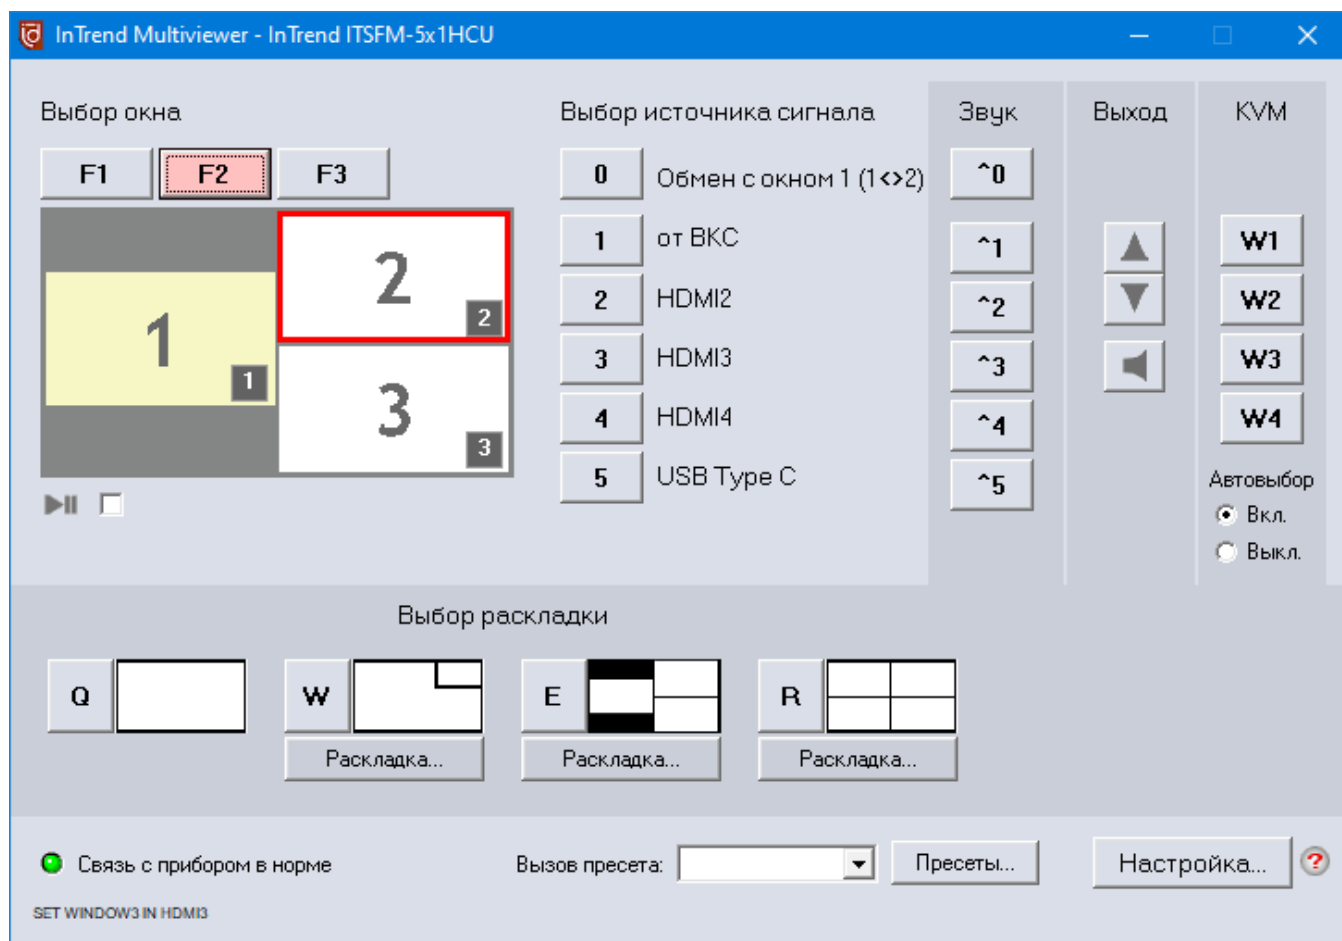 InTrend Multiviewer - InTrend ITSFM-5x1HCU
Выбор окна
Выбор источника сигнала
Звук
Выход
KVM
F1 F2 F3
0 Обмен с окном 1 (1<>2) ^0
1 от ВКС ^1 W1
2 HDMI2 ^2 W2
3 HDMI3 ^3 W3
4 HDMI4 ^4 W4
5 USB Type C ^5
1 1
2 2
3 3
Автовыбор
Вкл.
Выкл.
Выбор раскладки
Q W E R
Раскладка... Раскладка... Раскладка...
Связь с прибором в норме
Вызов пресета:
Пресеты...
Настройка... ?
SET WINDOW3 IN HDMI3